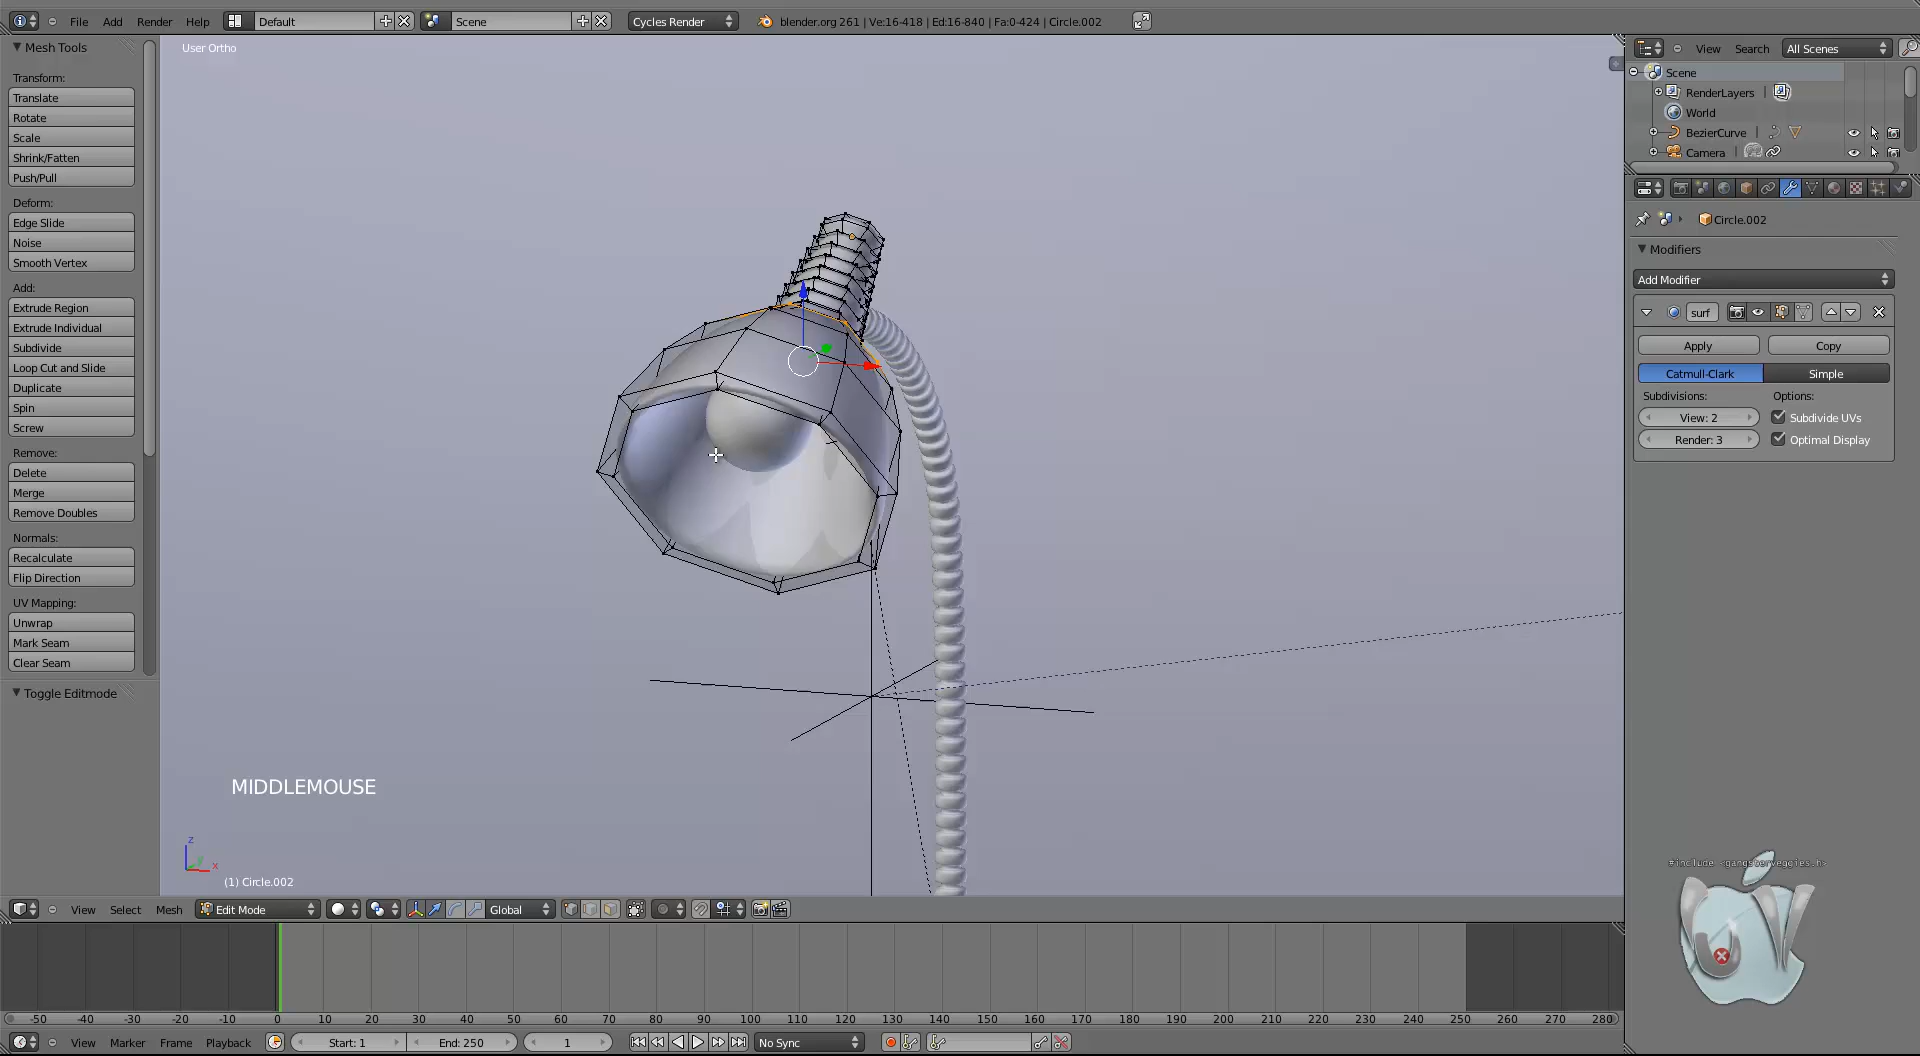 File Add Render Help Default Scene Cycles Render blender.org 261 | Ve:16-418 | Ed:16-840 | Fa:0-424 | Circle.002
Mesh Tools
Transform:
Translate
Rotate
Scale
Shrink/Fatten
Push/Pull
Deform:
Edge Slide
Noise
Smooth Vertex
Add:
Extrude Region
Extrude Individual
Subdivide
Loop Cut and Slide
Duplicate
Spin
Screw
Remove:
Delete
Merge
Remove Doubles
Normals:
Recalculate
Flip Direction
UV Mapping:
Unwrap
Mark Seam
Clear Seam
Toggle Editmode
User Ortho
MIDDLEMOUSE
z
y
x
(1) Circle.002
View Search All Scenes
Scene
RenderLayers |
World
BezierCurve |
Camera |
Circle.002
Modifiers
Add Modifier
surf
Apply Copy
Catmull-Clark Simple
Subdivisions: Options:
View: 2 Subdivide UVs
Render: 3 Optimal Display
#include <gangsterveggies.h>
View Select Mesh Edit Mode Global
-50 -40 -30 -20 -10 0 10 20 30 40 50 60 70 80 90 100 110 120 130 140 150 160 170 180 190 200 210 220 230 240 250 260 270 280
View Marker Frame Playback Start: 1 End: 250 1 No Sync